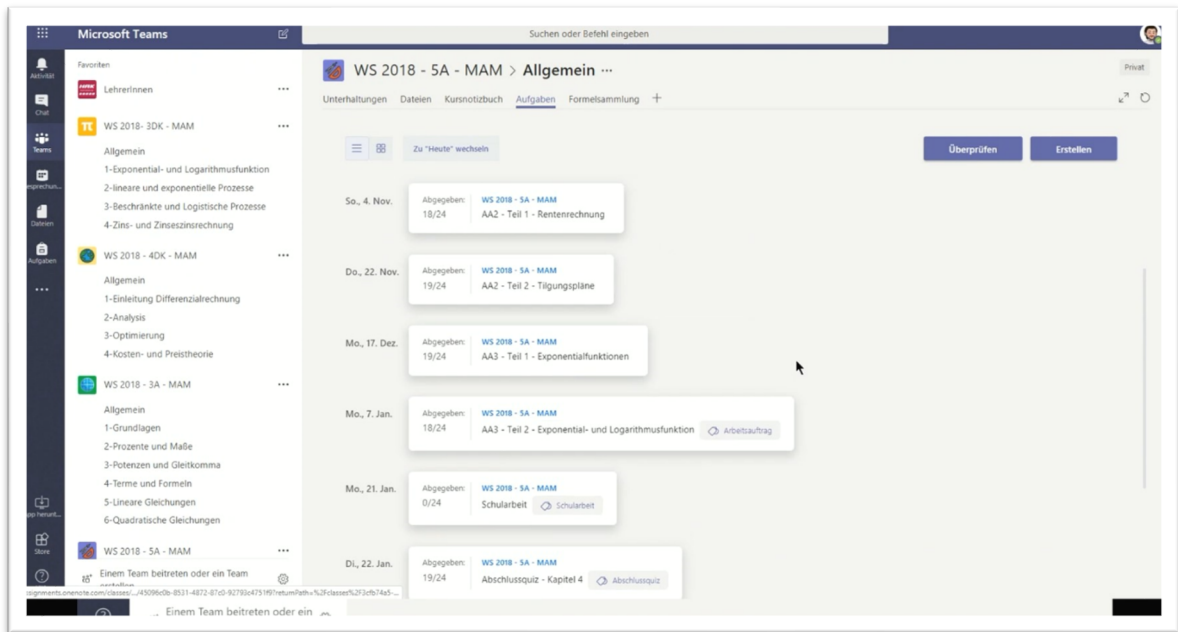 Microsoft Teams
Suchen oder Befehl eingeben
Aktivität
Chat
Teams
Dateien
Aufgaben
Store
Favoriten
LehrerInnen
WS 2018- 3DK - MAM
Allgemein
1-Exponential- und Logarithmusfunktion
2-lineare und exponentielle Prozesse
3-Beschränkte und Logistische Prozesse
4-Zins- und Zinseszinsrechnung
WS 2018 - 4DK - MAM
Allgemein
1-Einleitung Differenzialrechnung
2-Analysis
3-Optimierung
4-Kosten- und Preistheorie
WS 2018 - 3A - MAM
Allgemein
1-Grundlagen
2-Prozente und Maße
3-Potenzen und Gleitkomma
4-Terme und Formeln
5-Lineare Gleichungen
6-Quadratische Gleichungen
WS 2018 - 5A - MAM
Einem Team beitreten oder ein Team
erstellen
WS 2018 - 5A - MAM > Allgemein ...
Privat
Unterhaltungen Dateien Kursnotizbuch Aufgaben Formelsammlung +
Zu "Heute" wechseln
Überprüfen
Erstellen
So., 4. Nov.
Abgegeben: WS 2018 - 5A - MAM
18/24 AA2 - Teil 1 - Rentenrechnung
Do., 22. Nov.
Abgegeben: WS 2018 - 5A - MAM
19/24 AA2 - Teil 2 - Tilgungspläne
Mo., 17. Dez.
Abgegeben: WS 2018 - 5A - MAM
19/24 AA3 - Teil 1 - Exponentialfunktionen
Mo., 7. Jan.
Abgegeben: WS 2018 - 5A - MAM
18/24 AA3 - Teil 2 - Exponential- und Logarithmusfunktion Arbeitsauftrag
Mo., 21. Jan.
Abgegeben: WS 2018 - 5A - MAM
0/24 Schularbeit Schularbeit
Di., 22. Jan.
Abgegeben: WS 2018 - 5A - MAM
19/24 Abschlussquiz - Kapitel 4 Abschlussquiz
Einem Team beitreten oder ein